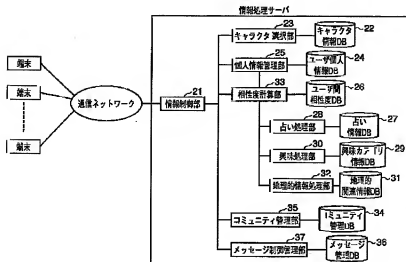 情報処理サーバ
端末
端末
端末
通信ネットワーク
21
情報制御部
23
キャラクタ選択部
キャラクタ
情報DB
22
25
個人情報管理部
ユーザ個人
情報DB
24
33
相性度計算部
ユーザ間
相性度DB
26
28
占い処理部
占い
情報DB
27
30
興味処理部
興味カテゴリ
情報DB
29
32
地理的情報処理部
地理的
関連情報DB
31
35
コミュニティ管理部
コミュニティ
管理DB
34
37
メッセージ制御管理部
メッセージ
管理DB
36